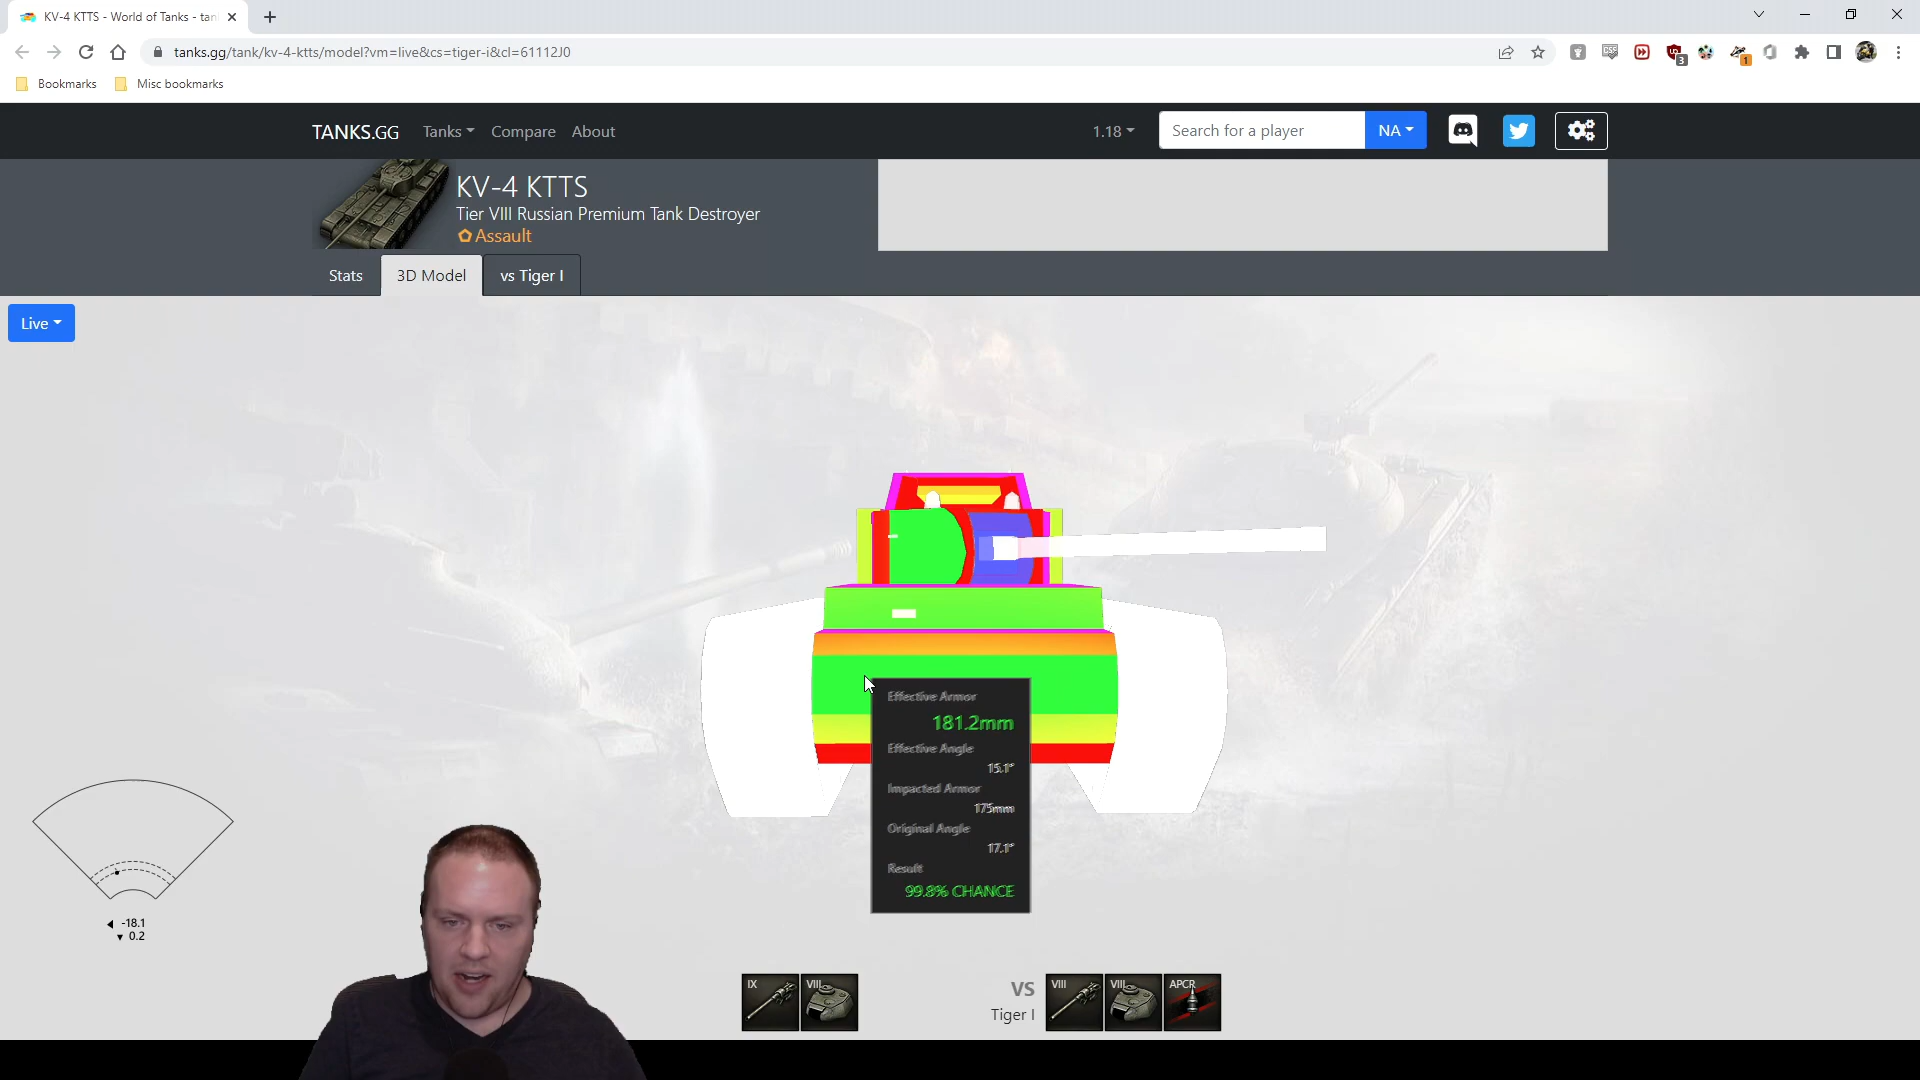 KV-4 KTTS - World of Tanks - tan
tanks.gg/tank/kv-4-ktts/model?vm=live&cs=tiger-i&cl=61112J0
3
1
Bookmarks
Misc bookmarks
TANKS.GG
Tanks
Compare
About
1.18
Search for a player
NA
KV-4 KTTS
Tier VIII Russian Premium Tank Destroyer
Assault
Stats
3D Model
vs Tiger I
Live
Effective Armor
181.2mm
Effective Angle
15.1°
Impacted Armor
175mm
Original Angle
17.1°
Result
99.8% CHANCE
-18.1
0.2
IX
VIII
VS
Tiger I
VIII
VIII
APCR